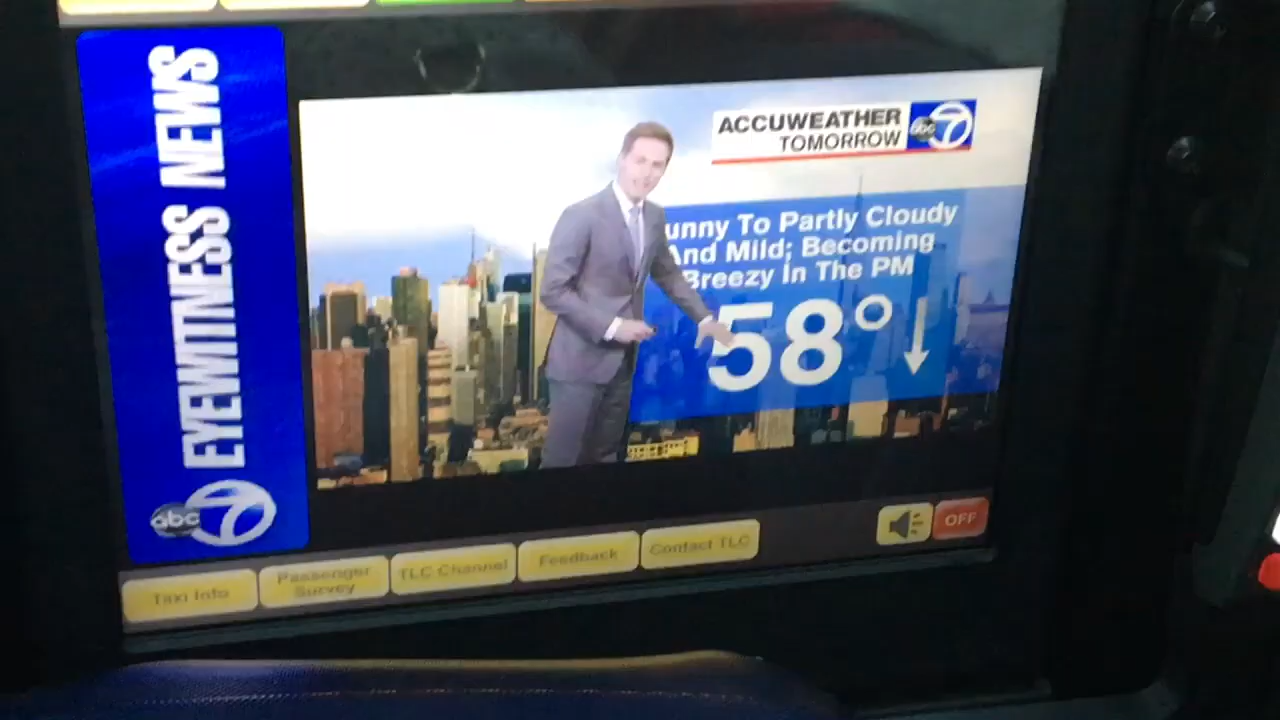 EYEWITNESS NEWS
abc 7
ACCUWEATHER
TOMORROW
abc 7
unny To Partly Cloudy
And Mild; Becoming
Breezy In The PM
58°
Taxi Info
Passenger
Survey
TLC Channel
Feedback
Contact TLC
OFF